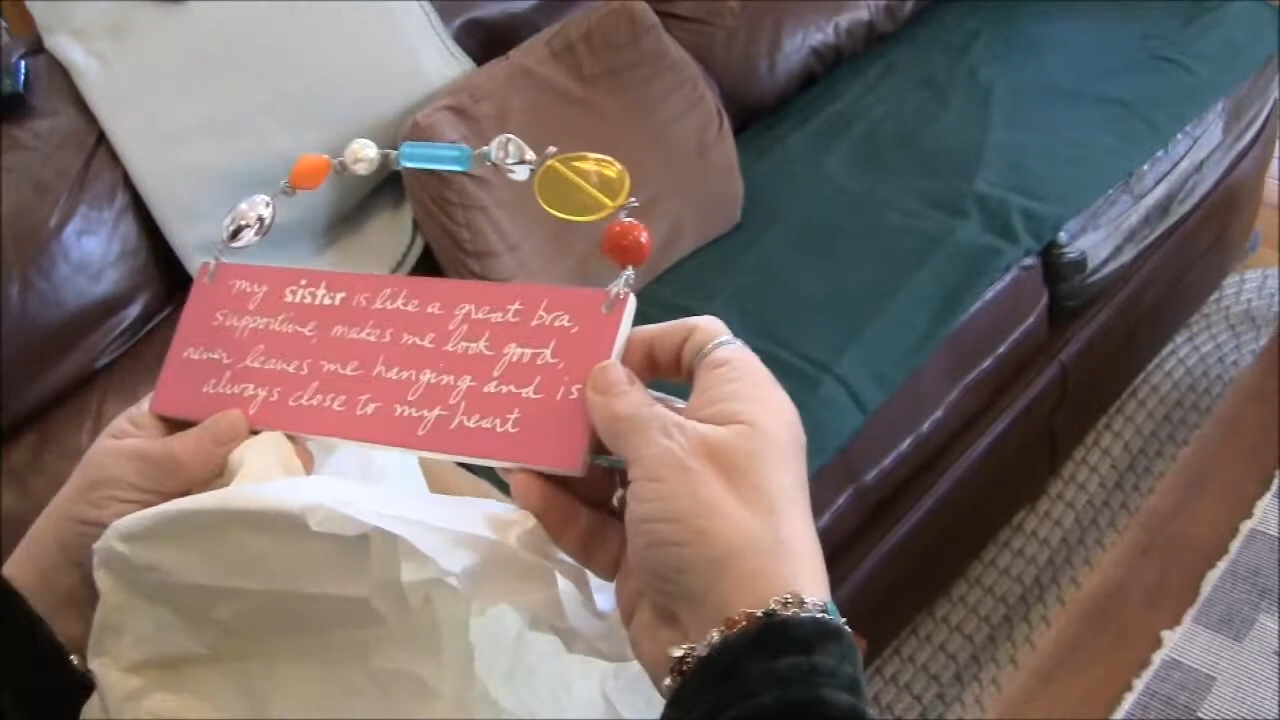 my sister is like a great bra,
supportive, makes me look good,
never leaves me hanging and is
always close to my heart